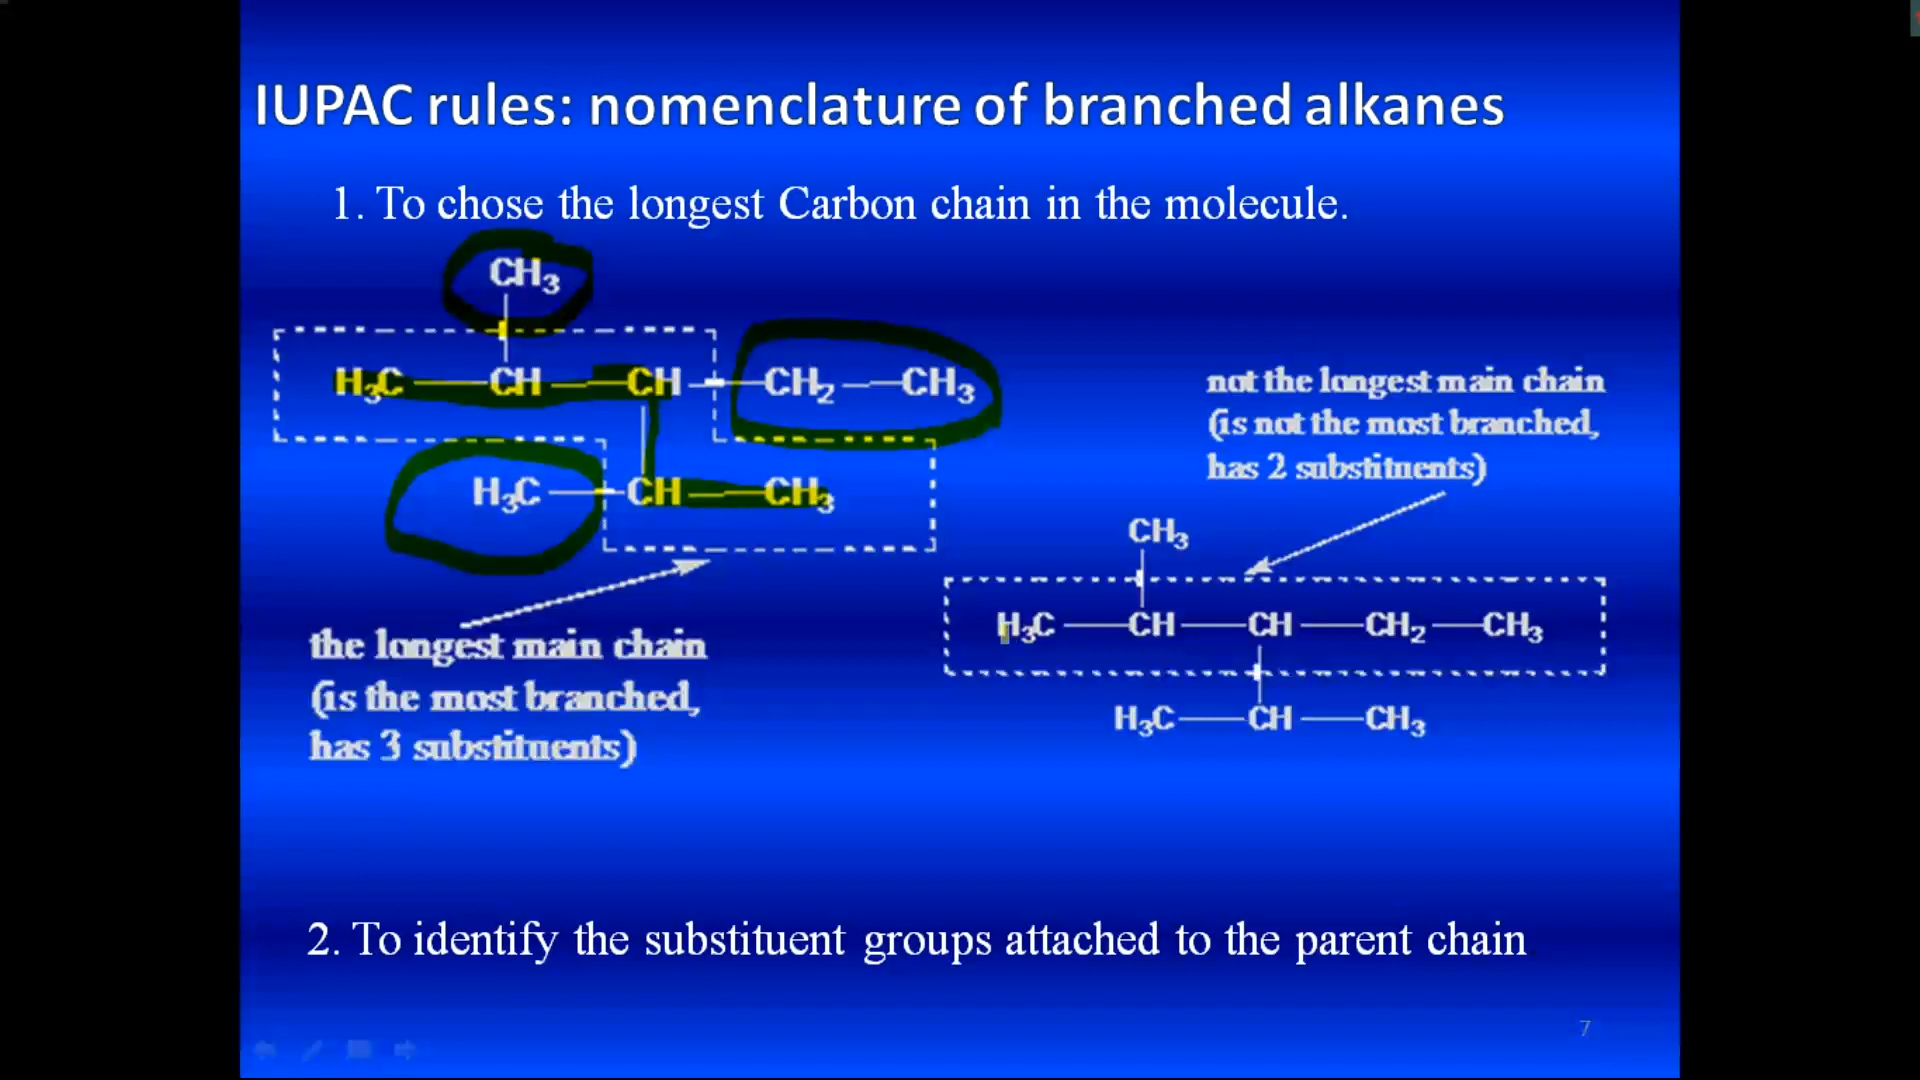 IUPAC rules: nomenclature of branched alkanes
1. To chose the longest Carbon chain in the molecule.
CH3
H3C CH CH CH2 CH3
H3C CH CH3
the longest main chain
(is the most branched,
has 3 substituents)
not the longest main chain
(is not the most branched,
has 2 substituents)
CH3
H3C CH CH CH2 CH3
H3C CH CH3
2. To identify the substituent groups attached to the parent chain
7